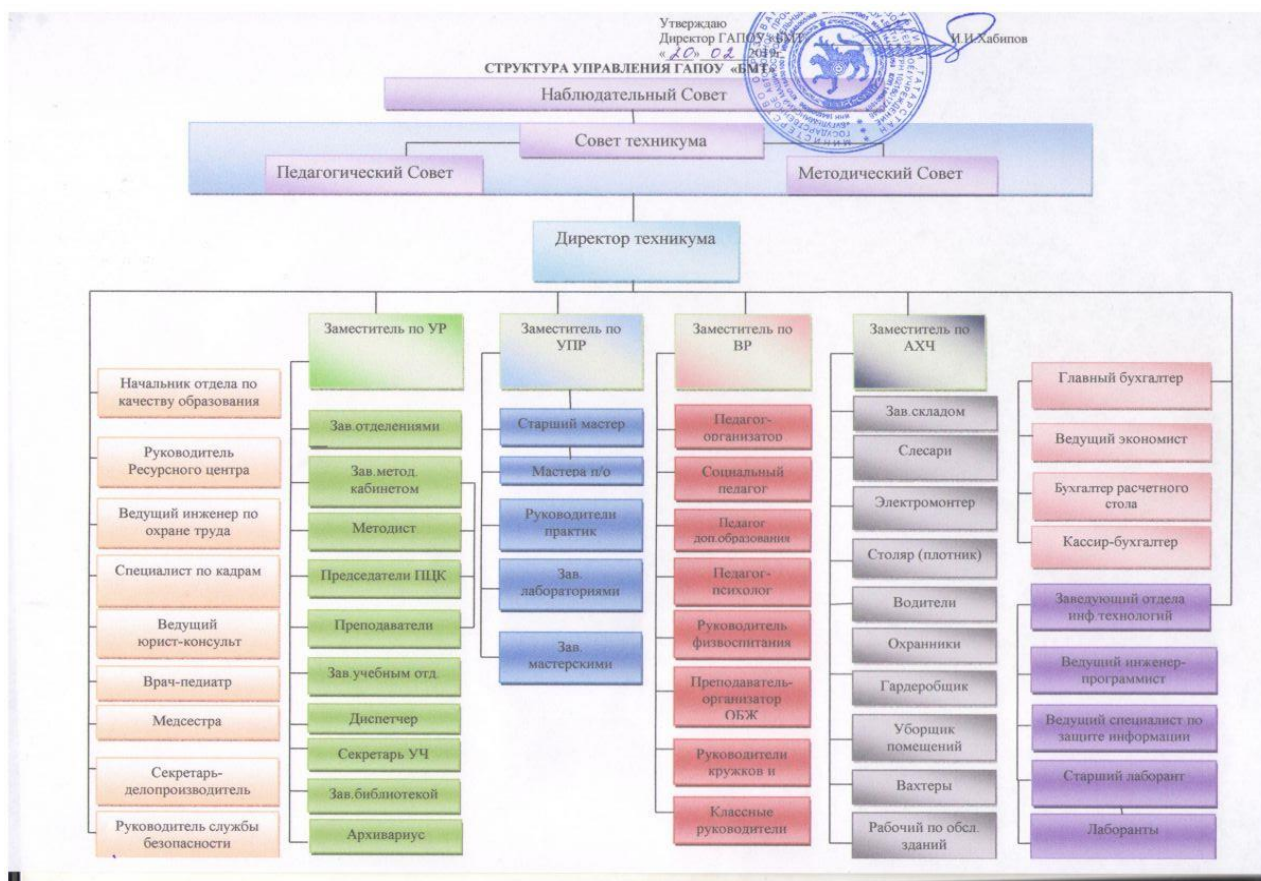 Утверждаю
Директор ГАПОУ «БМТ»
«20» 02 2019г.
И.И.Хабипов
СТРУКТУРА УПРАВЛЕНИЯ ГАПОУ «БМТ»
Наблюдательный Совет
Совет техникума
Педагогический Совет
Методический Совет
Директор техникума
Начальник отдела по
качеству образования
Руководитель
Ресурсного центра
Ведущий инженер по
охране труда
Специалист по кадрам
Ведущий
юрист-консульт
Врач-педиатр
Медсестра
Секретарь-
делопроизводитель
Руководитель службы
безопасности
Заместитель по УР
Зав.отделениями
Зав.метод.
кабинетом
Методист
Председатели ПЦК
Преподаватели
Зав.учебным отд.
Диспетчер
Секретарь УЧ
Зав.библиотекой
Архивариус
Заместитель по
УПР
Старший мастер
Мастера п/о
Руководители
практик
Зав.
лабораториями
Зав.
мастерскими
Заместитель по
ВР
Педагог-
организатор
Социальный
педагог
Педагог
доп.образования
Педагог-
психолог
Руководитель
физвоспитания
Преподаватель-
организатор
ОБЖ
Руководители
кружков и
Классные
руководители
Заместитель по
АХЧ
Зав.складом
Слесари
Электромонтер
Столяр (плотник)
Водители
Охранники
Гардеробщик
Уборщик
помещений
Вахтеры
Рабочий по обсл.
зданий
Главный бухгалтер
Ведущий экономист
Бухгалтер расчетного
стола
Кассир-бухгалтер
Заведующий отдела
инф.технологий
Ведущий инженер-
программист
Ведущий специалист по
защите информации
Старший лаборант
Лаборанты